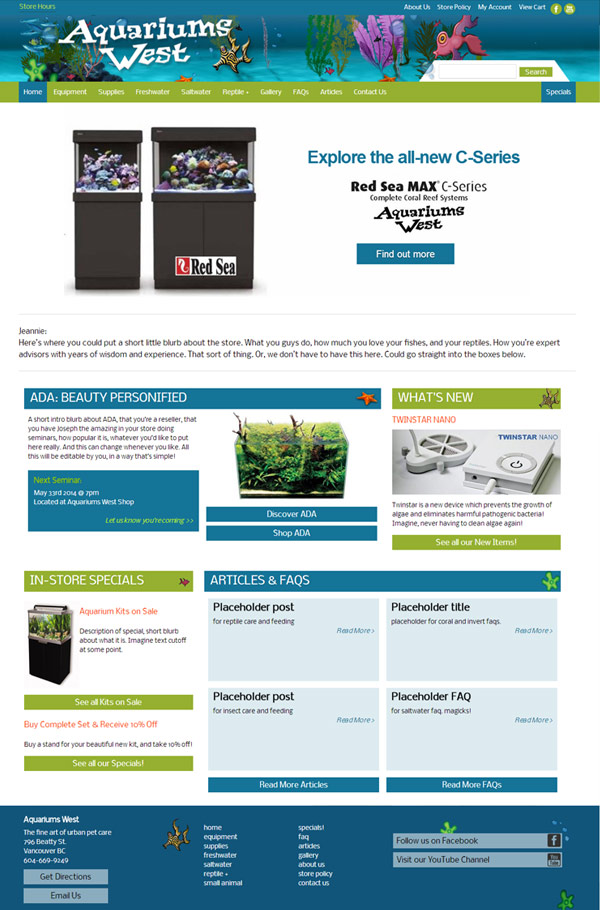 Store Hours
About Us Store Policy My Account View Cart
Aquariums
West
Search
Home Equipment Supplies Freshwater Saltwater Reptile + Gallery FAQs Articles Contact Us Specials
Explore the all-new C-Series
Red Sea MAX® C-Series
Complete Coral Reef Systems
Aquariums
West
Find out more
Red Sea
Jeannie:
Here's where you could put a short little blurb about the store. What you guys do, how much you love your fishes, and your reptiles. How you're expert
advisors with years of wisdom and experience. That sort of thing. Or, we don't have to have this here. Could go straight into the boxes below.
ADA: BEAUTY PERSONIFIED
A short intro blurb about ADA, that you're a reseller, that
you have Joseph the amazing in your store doing
seminars, how popular it is, whatever you'd like to put
here really. And this can change whenever you like. All
this will be editable by you, in a way that's simple!
Next Seminar:
May 33rd 2014 @ 7pm
Located at Aquariums West Shop
Let us know you're coming >>
Discover ADA
Shop ADA
WHAT'S NEW
TWINSTAR NANO
TWINSTAR NANO
Twinstar is a new device which prevents the growth of
algae and eliminates harmful pathogenic bacteria!
Imagine, never having to clean algae again!
See all our New Items!
IN-STORE SPECIALS
Aquarium Kits on Sale
Description of special, short blurb
about what it is. Imagine text cutoff
at some point.
See all Kits on Sale
Buy Complete Set & Receive 10% Off
Buy a stand for your beautiful new kit, and take 10% off!
See all our Specials!
ARTICLES & FAQS
Placeholder post
for reptile care and feeding
Read More >
Placeholder title
placeholder for coral and invert faqs.
Read More >
Placeholder post
for insect care and feeding
Read More >
Placeholder FAQ
for saltwater faq, magicks!
Read More >
Read More Articles
Read More FAQs
Aquariums West
The fine art of urban pet care
796 Beatty St.
Vancouver BC
604-669-9249
Get Directions
Email Us
home
equipment
supplies
freshwater
saltwater
reptile +
small animal
specials!
faq
articles
gallery
about us
store policy
contact us
Follow us on Facebook
Visit our YouTube Channel